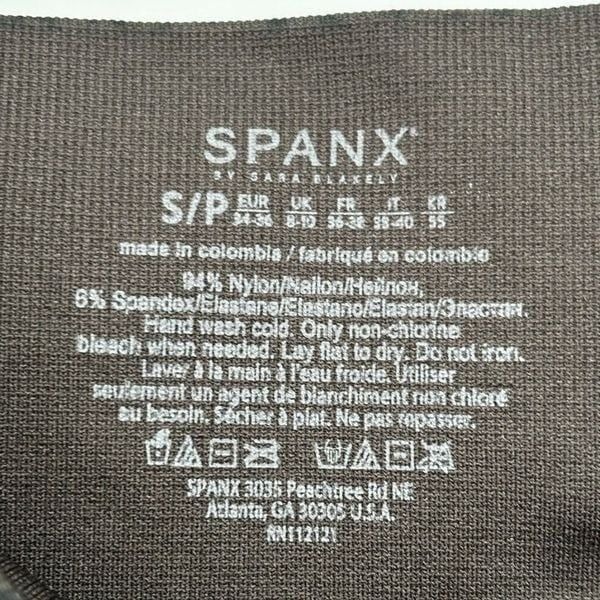 SPANX®
BY SARA BLAKELY
S/P EUR UK FR IT KR
34-36 8-10 36-38 38-40 55
made in colombia / fabriqué en colombie
94% Nylon/Nailon/Нейлон,
6% Spandex/Elastane/Elastano/Elastan/Эластин.
Hand wash cold. Only non-chlorine
bleach when needed. Lay flat to dry. Do not iron.
Laver à la main à l'eau froide. Utiliser
seulement un agent de blanchiment non chloré
au besoin. Sécher à plat. Ne pas repasser.
SPANX 3035 Peachtree Rd NE
Atlanta, GA 30305 U.S.A.
RN112121